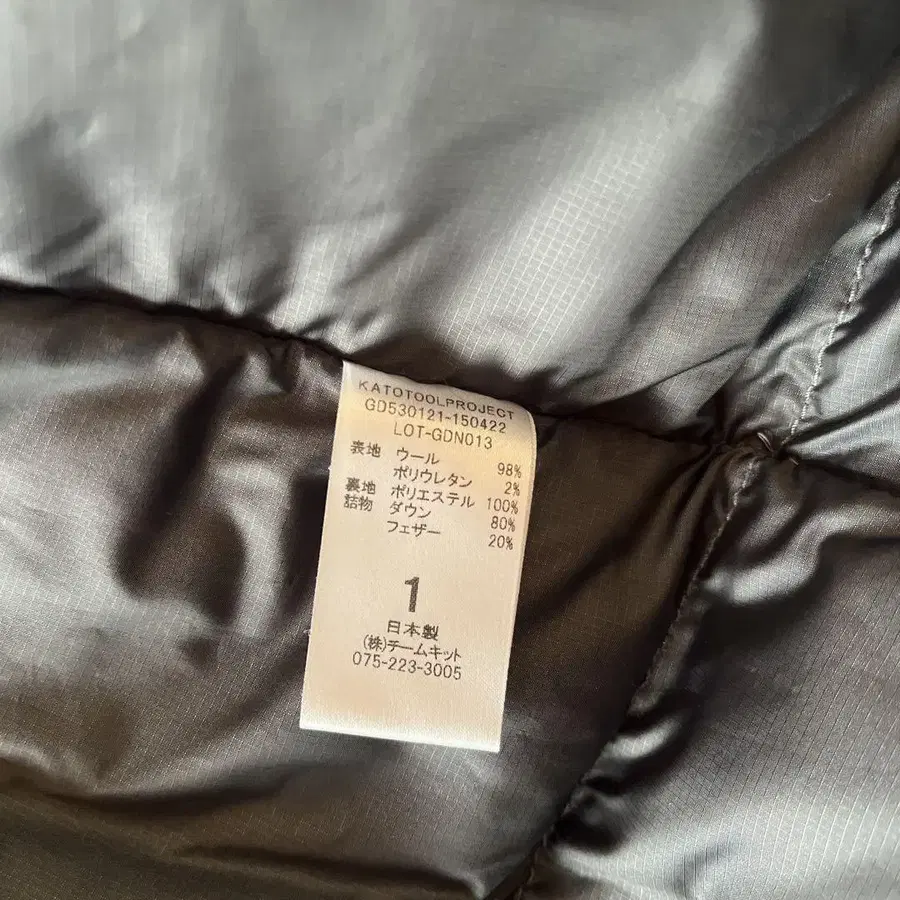 KATOTOOLPROJECT
GD530121-150422
LOT-GDN013
表地 ウール 98%
ポリウレタン 2%
裏地 ポリエステル 100%
詰物 ダウン 80%
フェザー 20%
1
日本製
(株)チームキット
075-223-3005